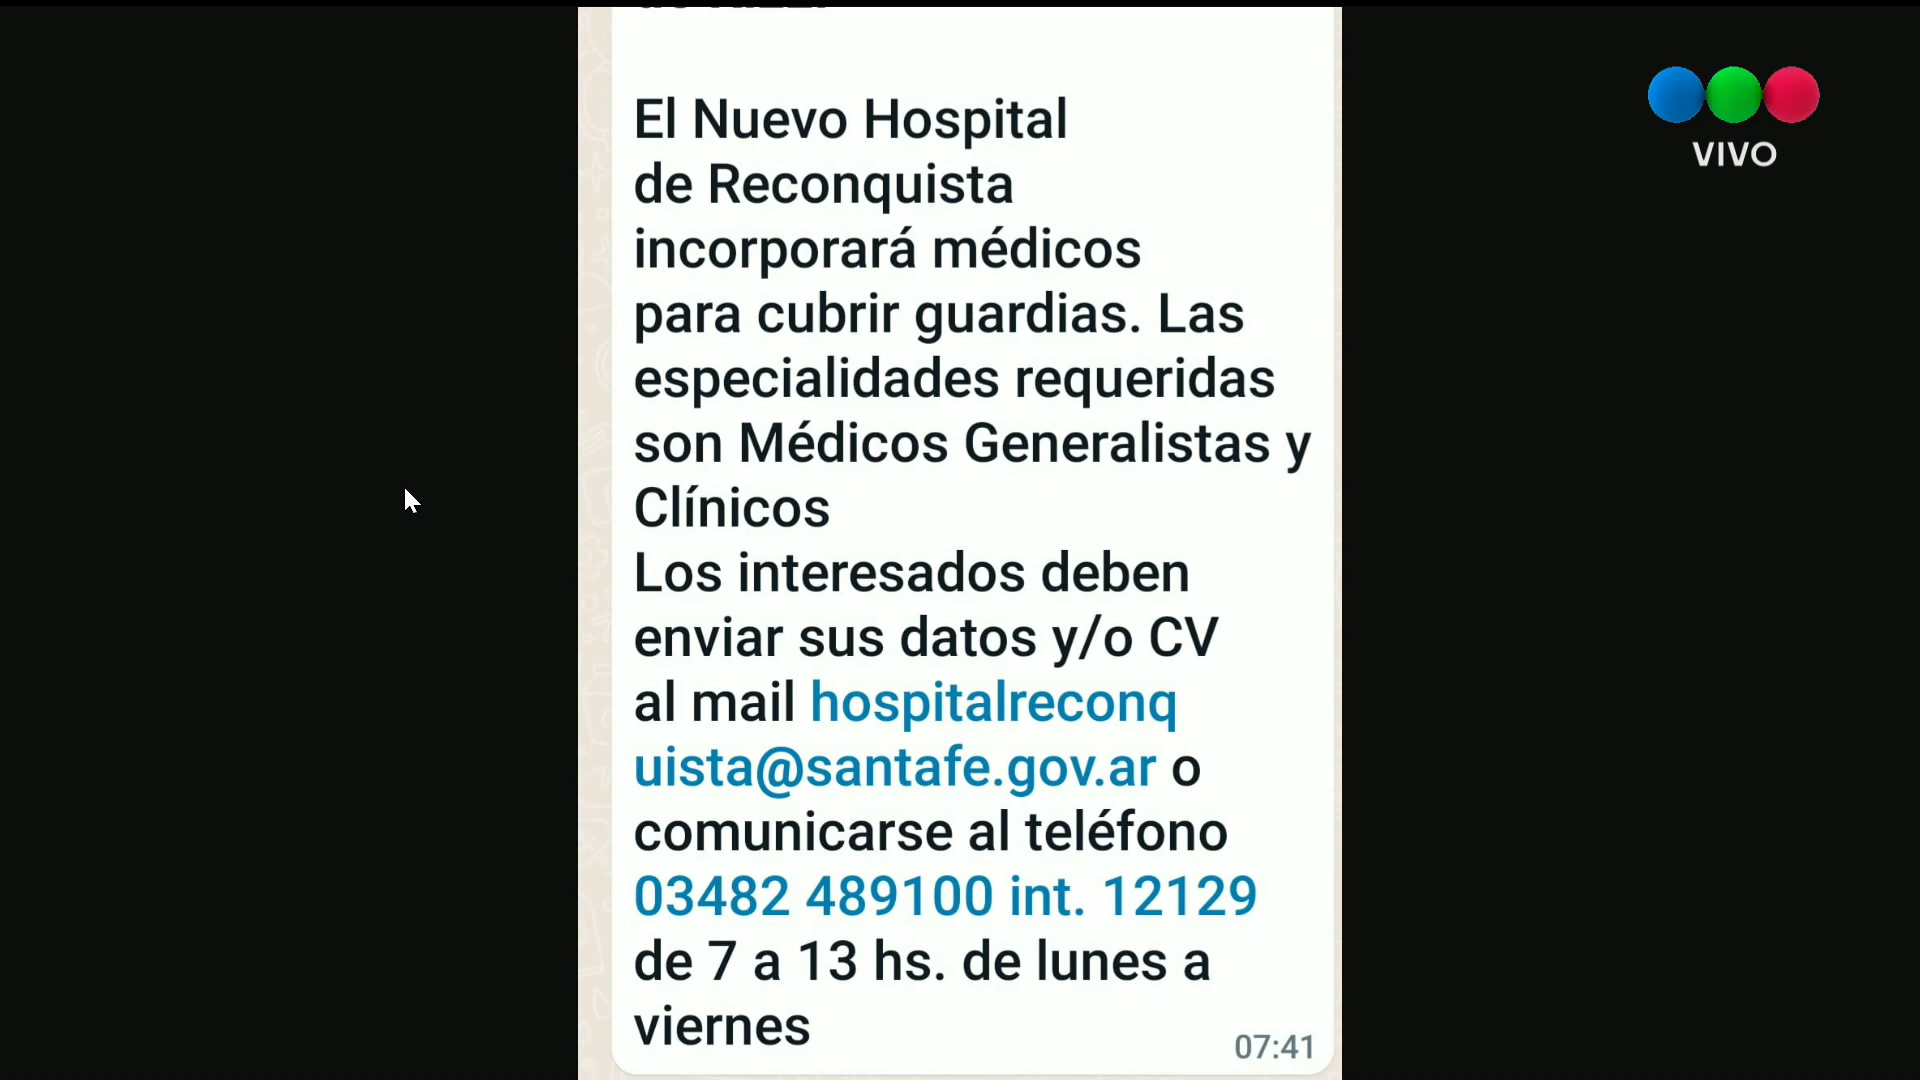 El Nuevo Hospital
de Reconquista
incorporará médicos
para cubrir guardias. Las
especialidades requeridas
son Médicos Generalistas y
Clínicos
Los interesados deben
enviar sus datos y/o CV
al mail hospitalreconq
uista@santafe.gov.ar o
comunicarse al teléfono
03482 489100 int. 12129
de 7 a 13 hs. de lunes a
viernes
07:41
VIVO